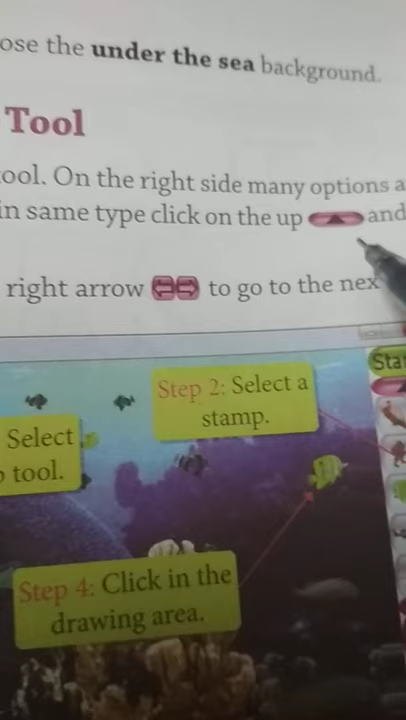 ose the under the sea background.
Tool
tool. On the right side many options a
in same type click on the up and
right arrow to go to the nex
Step 2: Select a
stamp.
Select
tool.
Step 4: Click in the
drawing area.